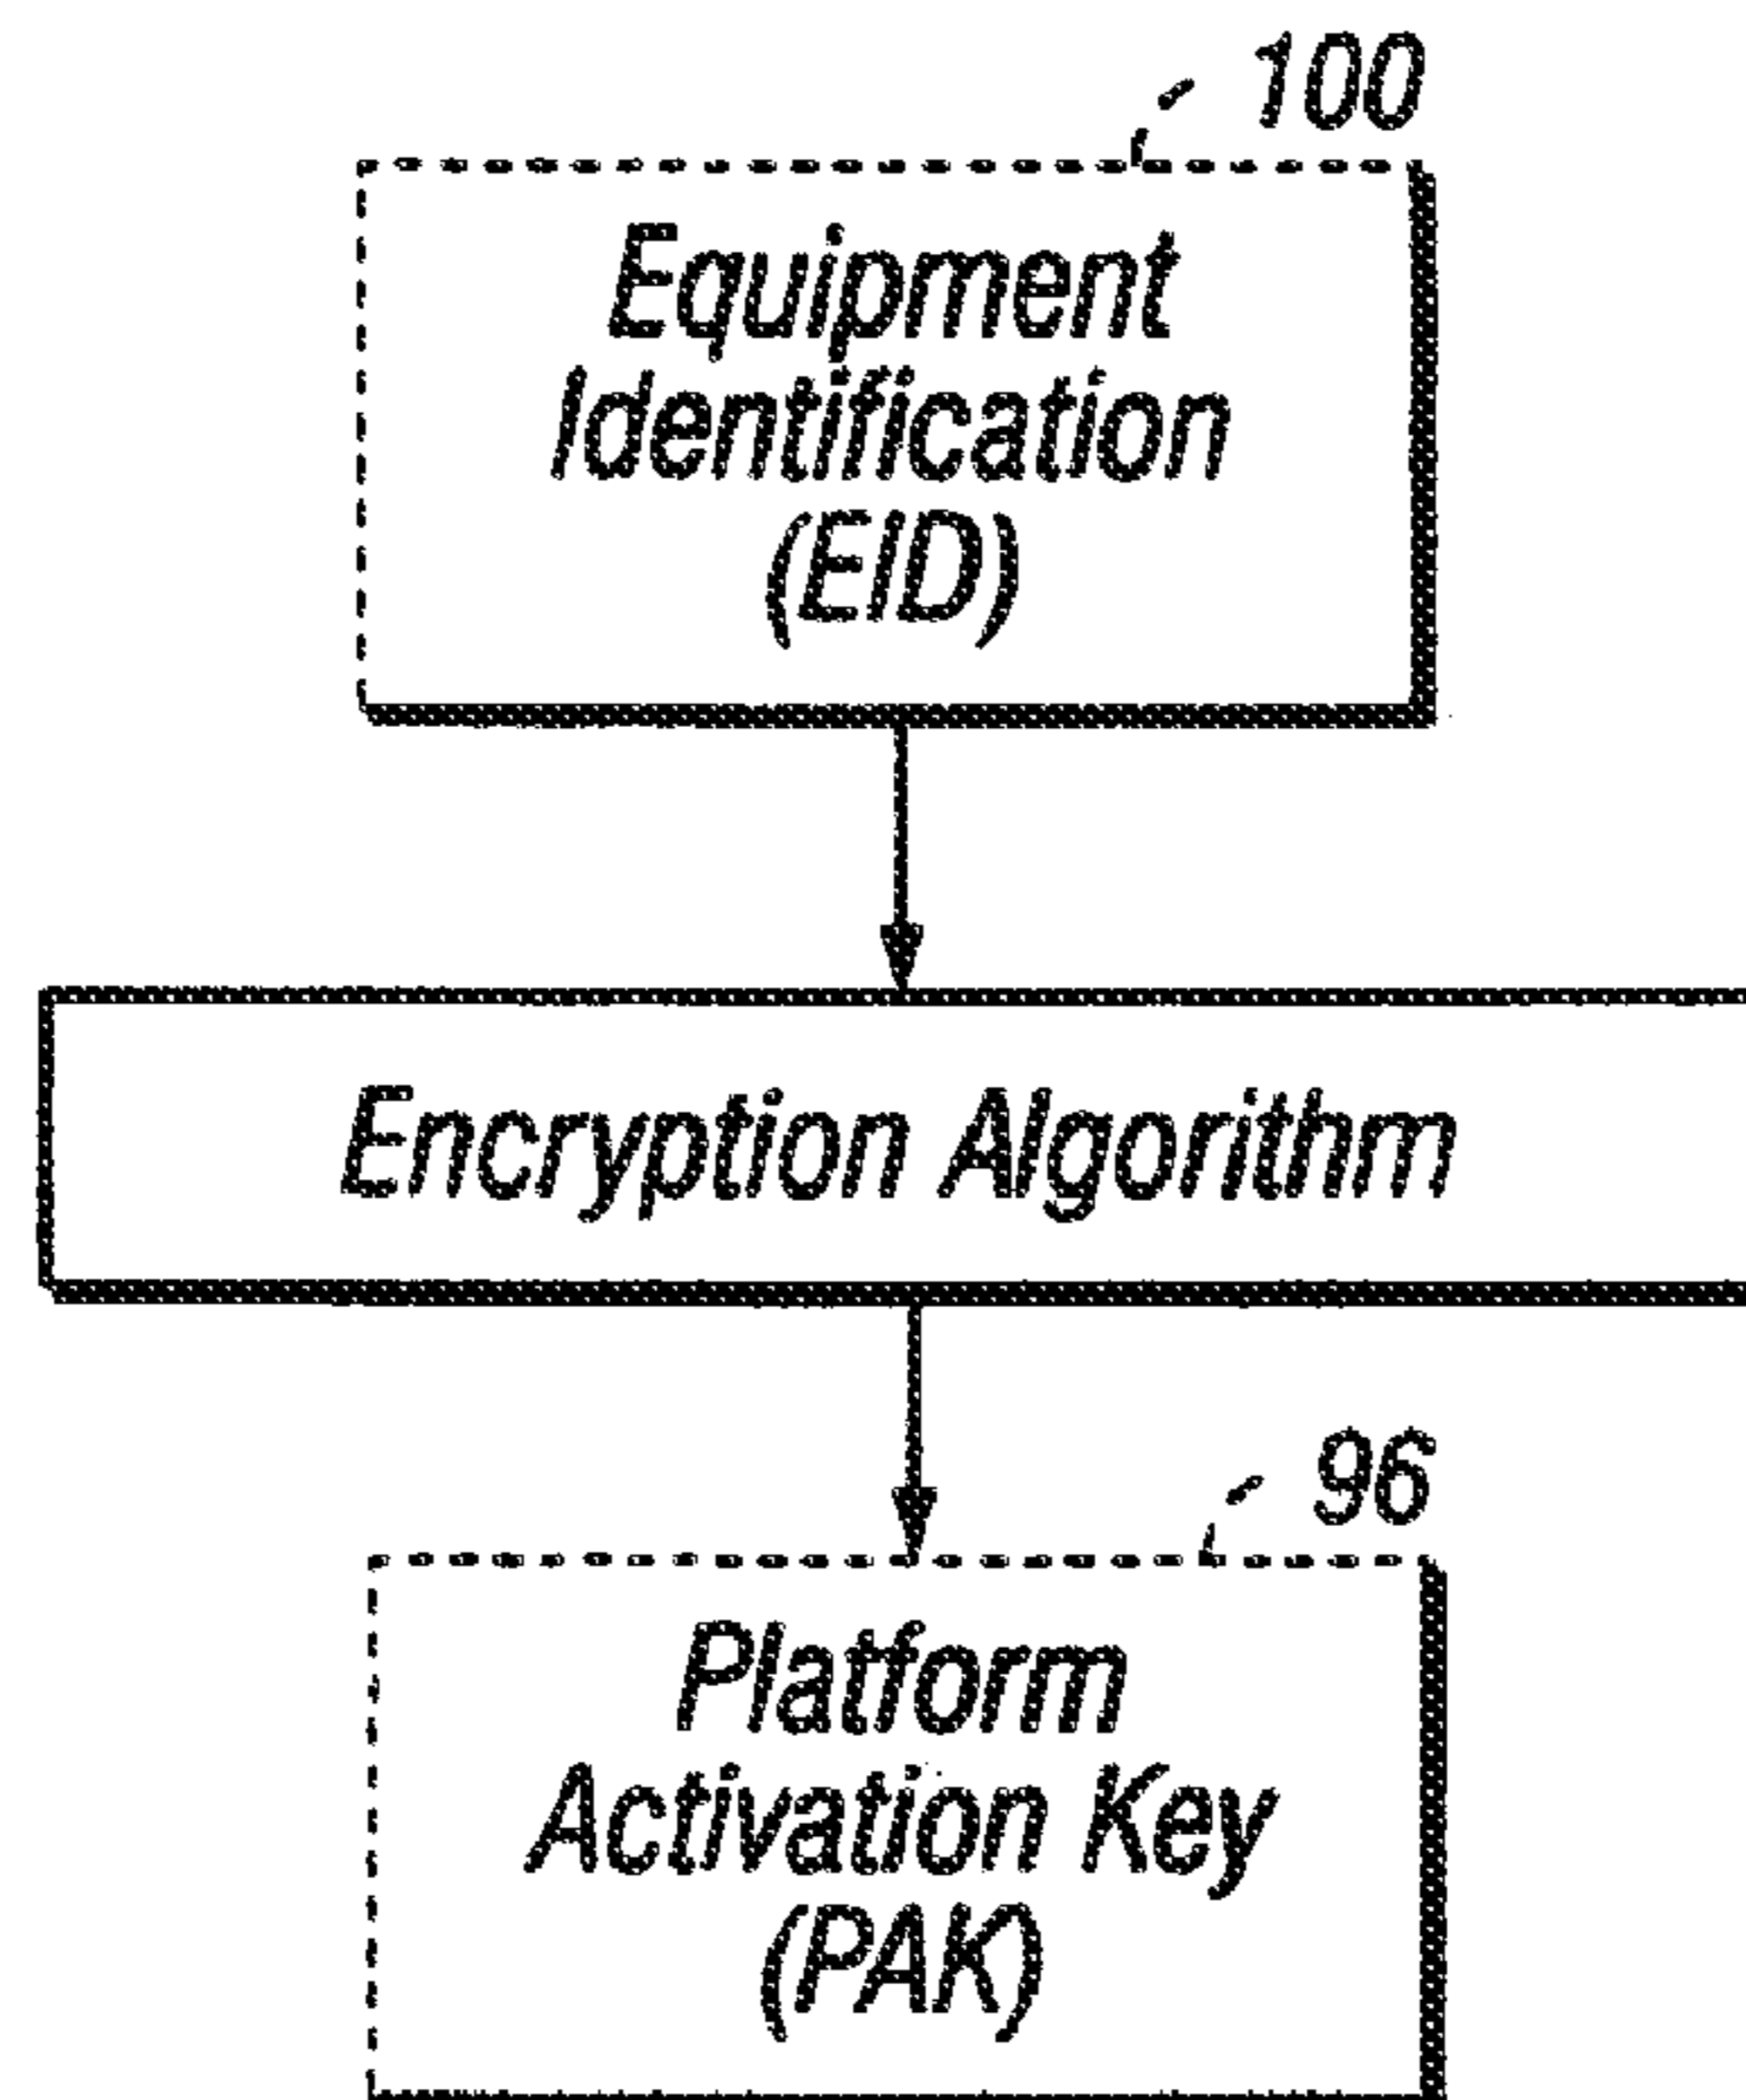 100
Equipment
Identification
(EID)
Encryption Algorithm
96
Platform
Activation Key
(PAK)